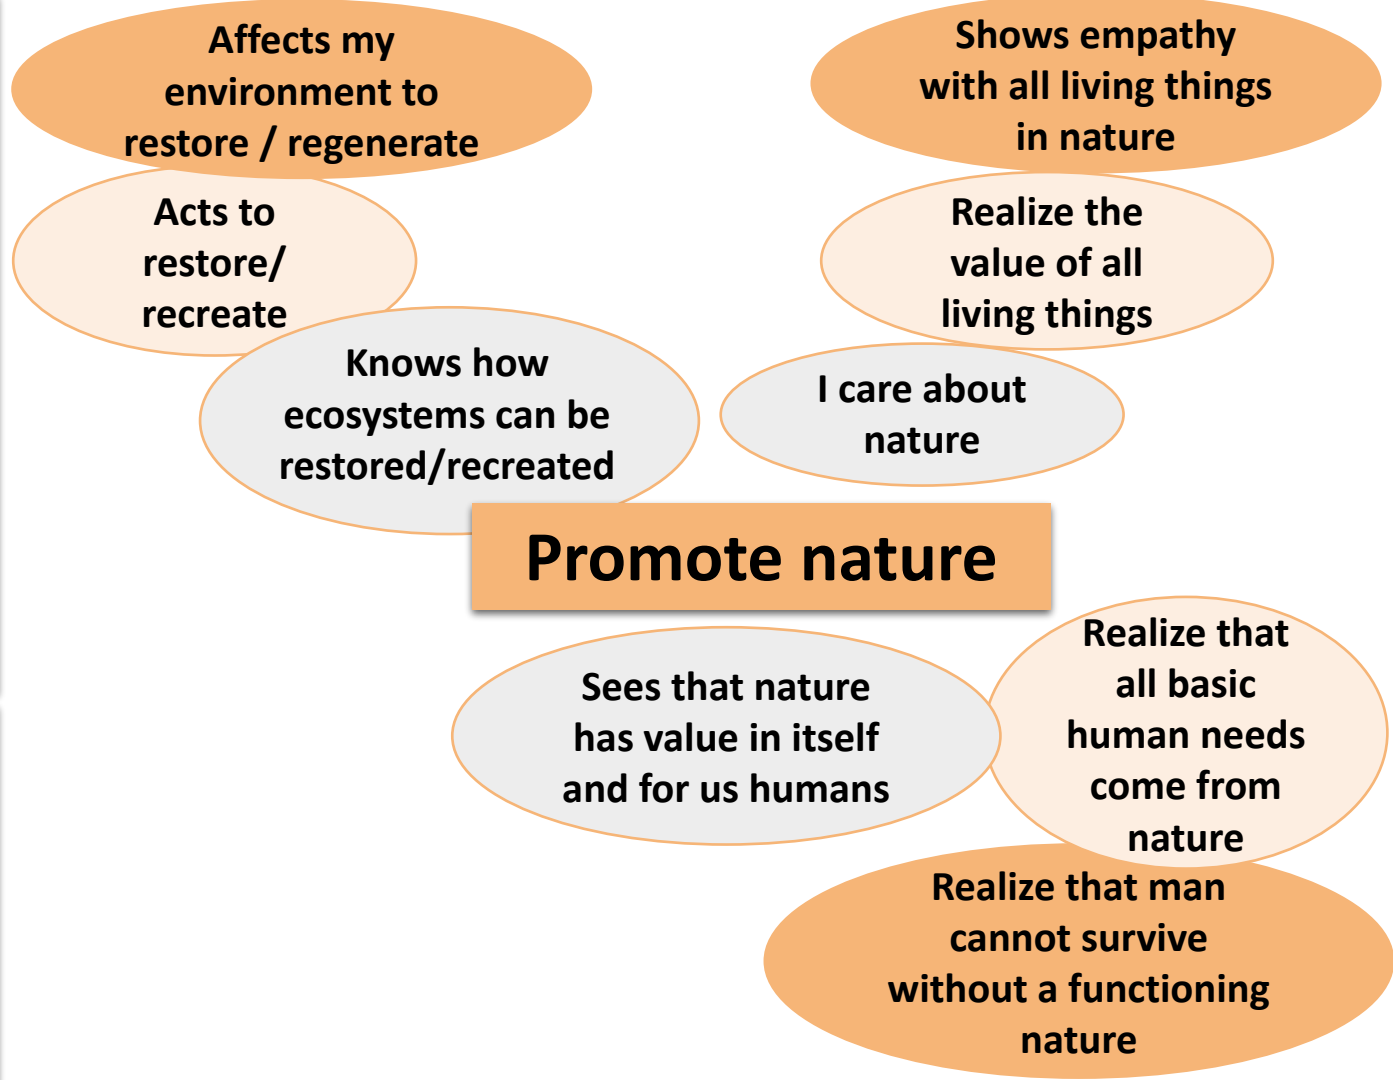 Affects my
environment to
restore / regenerate
Acts to
restore/
recreate
Knows how
ecosystems can be
restored/recreated
Shows empathy
with all living things
in nature
Realize the
value of all
living things
I care about
nature
Promote nature
Sees that nature
has value in itself
and for us humans
Realize that
all basic
human needs
come from
nature
Realize that man
cannot survive
without a functioning
nature